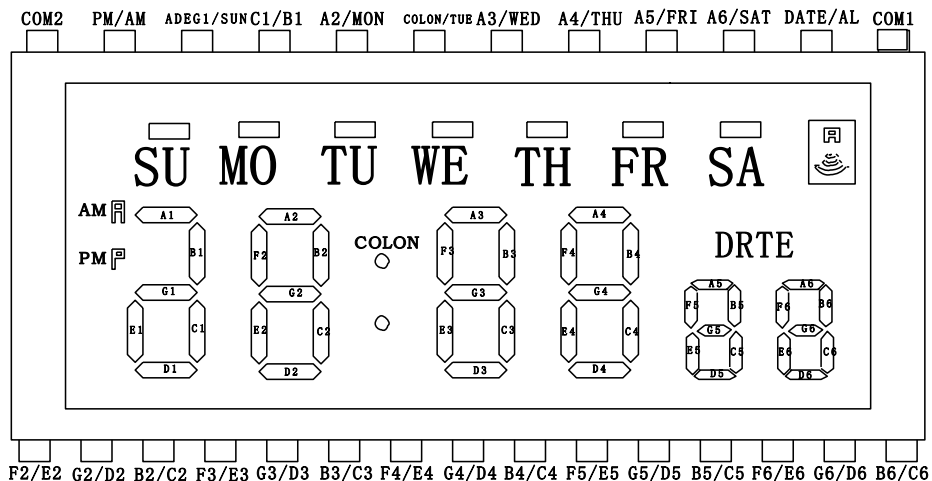 COM2 PM/AM ADEG1/SUN C1/B1 A2/MON COLON/TUE A3/WED A4/THU A5/FRI A6/SAT DATE/AL COM1
SU MO TU WE TH FR SA
AM A1 A2 A3 A4
B1 F2 B2 COLON F3 B3 F4 B4 DRTE
PM
G1 G2 G3 G4 A5 A6
F5 B5 F6 B6
E1 C1 E2 C2 E3 C3 E4 C4 G5 G6
E5 C5 E6 C6
D1 D2 D3 D4 D5 D6
F2/E2 G2/D2 B2/C2 F3/E3 G3/D3 B3/C3 F4/E4 G4/D4 B4/C4 F5/E5 G5/D5 B5/C5 F6/E6 G6/D6 B6/C6